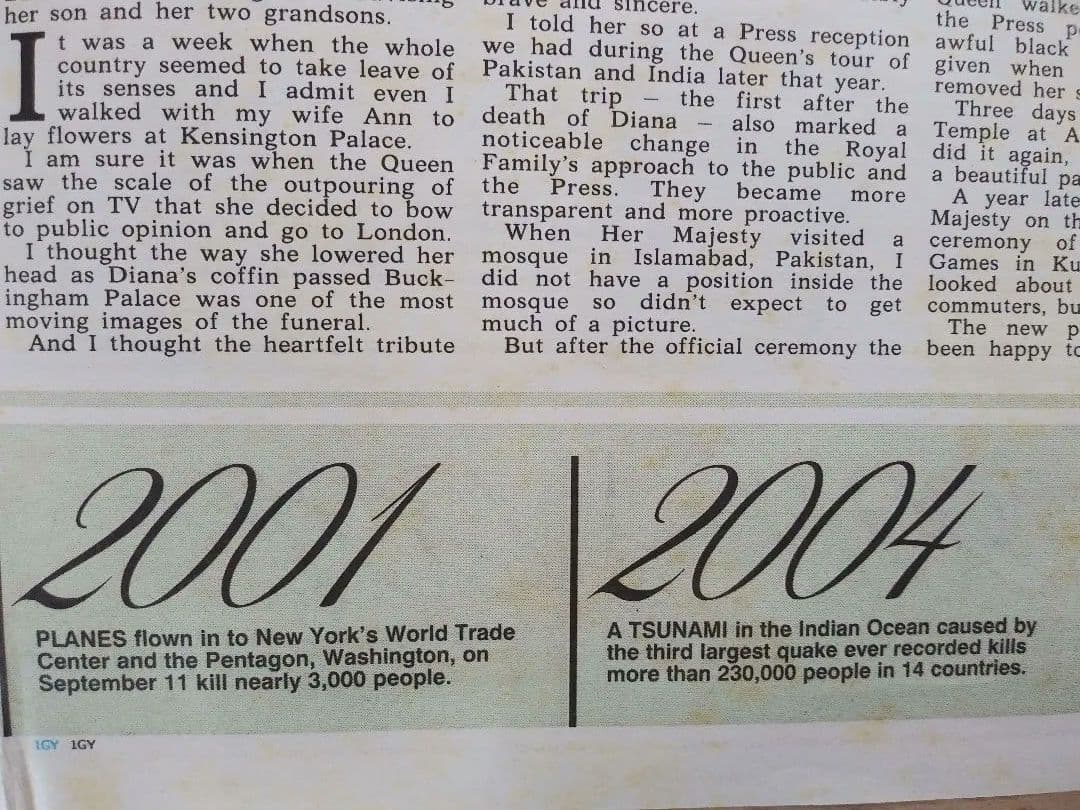 her son and her two grandsons.
It was a week when the whole
country seemed to take leave of
its senses and I admit even I
walked with my wife Ann to
lay flowers at Kensington Palace.
I am sure it was when the Queen
saw the scale of the outpouring of
grief on TV that she decided to bow
to public opinion and go to London.
I thought the way she lowered her
head as Diana's coffin passed Buck-
ingham Palace was one of the most
moving images of the funeral.
And I thought the heartfelt tribute
brave and sincere.
I told her so at a Press reception
we had during the Queen's tour of
Pakistan and India later that year.
That trip – the first after the
death of Diana – also marked a
noticeable change in the Royal
Family's approach to the public and
the Press. They became more
transparent and more proactive.
When Her Majesty visited a
mosque in Islamabad, Pakistan, I
did not have a position inside the
mosque so didn't expect to get
much of a picture.
But after the official ceremony the
Queen walke
the Press p
awful black
given when
removed her s
Three days
Temple at A
did it again,
a beautiful pa
A year late
Majesty on th
ceremony of
Games in Ku
looked about
commuters, bu
The new p
been happy to
2001
PLANES flown in to New York's World Trade
Center and the Pentagon, Washington, on
September 11 kill nearly 3,000 people.
2004
A TSUNAMI in the Indian Ocean caused by
the third largest quake ever recorded kills
more than 230,000 people in 14 countries.
1GY 1GY